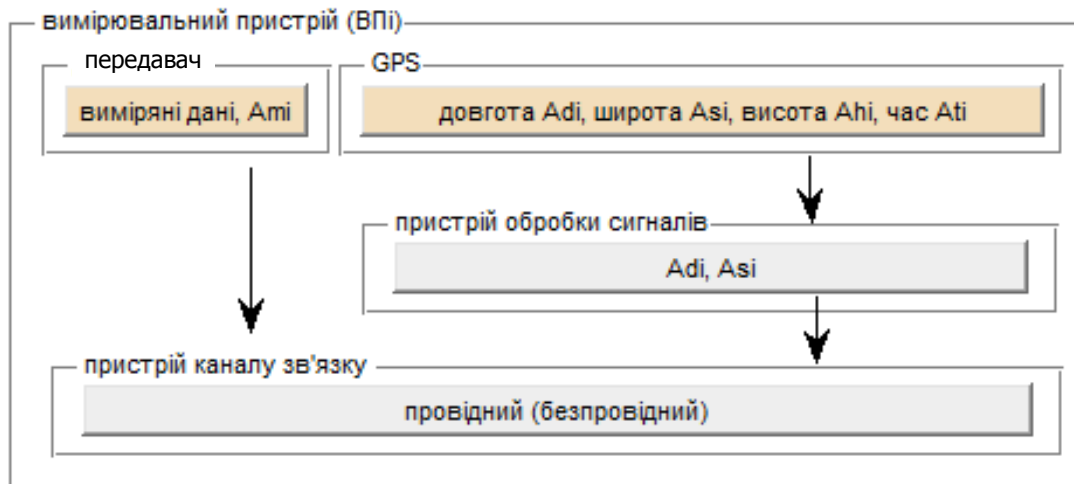 вимірювальний пристрій (ВПі)
передавач
GPS
виміряні дані, Ami
довгота Adi, широта Asi, висота Ahi, час Ati
пристрій обробки сигналів
Adi, Asi
пристрій каналу зв'язку
провідний (безпровідний)